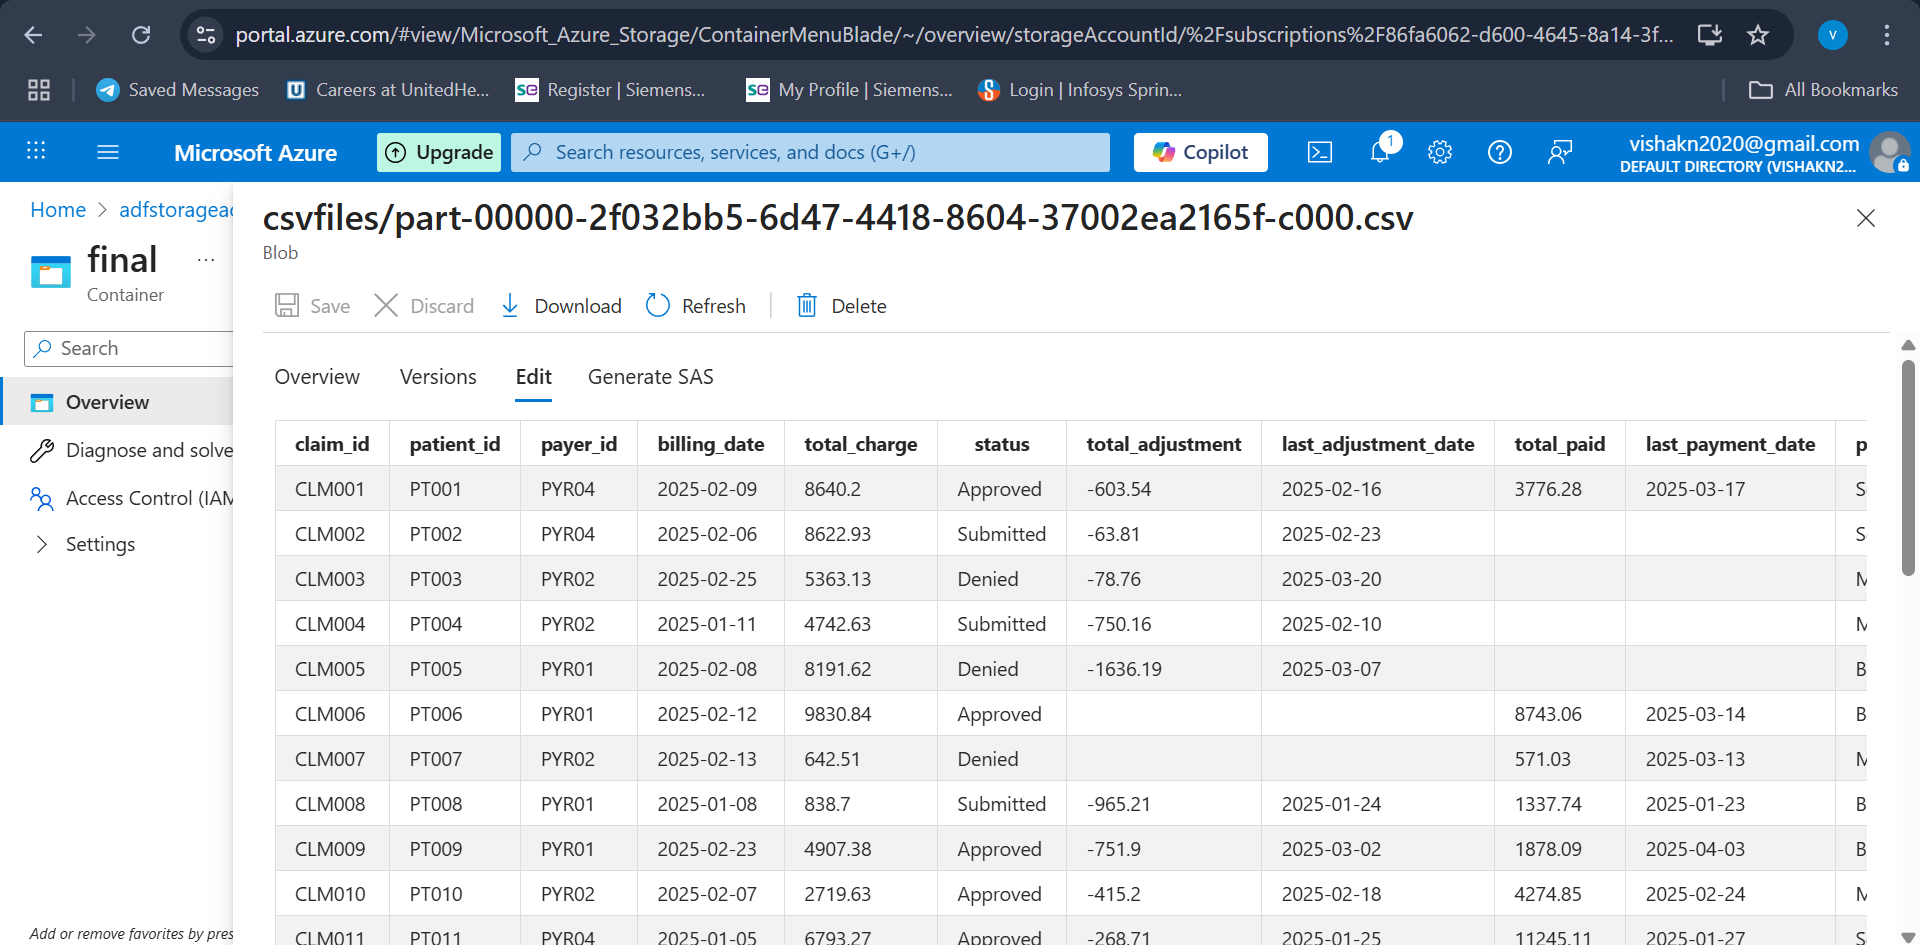 portal.azure.com/#view/Microsoft_Azure_Storage/ContainerMenuBlade/~/overview/storageAccountId/%2Fsubscriptions%2F86fa6062-d600-4645-8a14-3f...
V
Saved Messages
Careers at UnitedHe...
Register | Siemens...
My Profile | Siemens...
Login | Infosys Sprin...
All Bookmarks
Microsoft Azure
Upgrade
Search resources, services, and docs (G+/)
Copilot
1
vishakn2020@gmail.com
DEFAULT DIRECTORY (VISHAKN2...
Home > adfstorageac
final
...
Container
Search
Overview
Diagnose and solve
Access Control (IAM
Settings
Add or remove favorites by pres
csvfiles/part-00000-2f032bb5-6d47-4418-8604-37002ea2165f-c000.csv
Blob
Save Discard Download Refresh Delete
Overview Versions Edit Generate SAS
claim_id patient_id payer_id billing_date total_charge status total_adjustment last_adjustment_date total_paid last_payment_date p
CLM001 PT001 PYR04 2025-02-09 8640.2 Approved -603.54 2025-02-16 3776.28 2025-03-17 S
CLM002 PT002 PYR04 2025-02-06 8622.93 Submitted -63.81 2025-02-23 S
CLM003 PT003 PYR02 2025-02-25 5363.13 Denied -78.76 2025-03-20 M
CLM004 PT004 PYR02 2025-01-11 4742.63 Submitted -750.16 2025-02-10 M
CLM005 PT005 PYR01 2025-02-08 8191.62 Denied -1636.19 2025-03-07 B
CLM006 PT006 PYR01 2025-02-12 9830.84 Approved 8743.06 2025-03-14 B
CLM007 PT007 PYR02 2025-02-13 642.51 Denied 571.03 2025-03-13 M
CLM008 PT008 PYR01 2025-01-08 838.7 Submitted -965.21 2025-01-24 1337.74 2025-01-23 B
CLM009 PT009 PYR01 2025-02-23 4907.38 Approved -751.9 2025-03-02 1878.09 2025-04-03 B
CLM010 PT010 PYR02 2025-02-07 2719.63 Approved -415.2 2025-02-18 4274.85 2025-02-24 M
CLM011 PT011 PYR04 2025-01-05 6793.27 Approved -268.71 2025-01-25 11245.11 2025-01-27 S